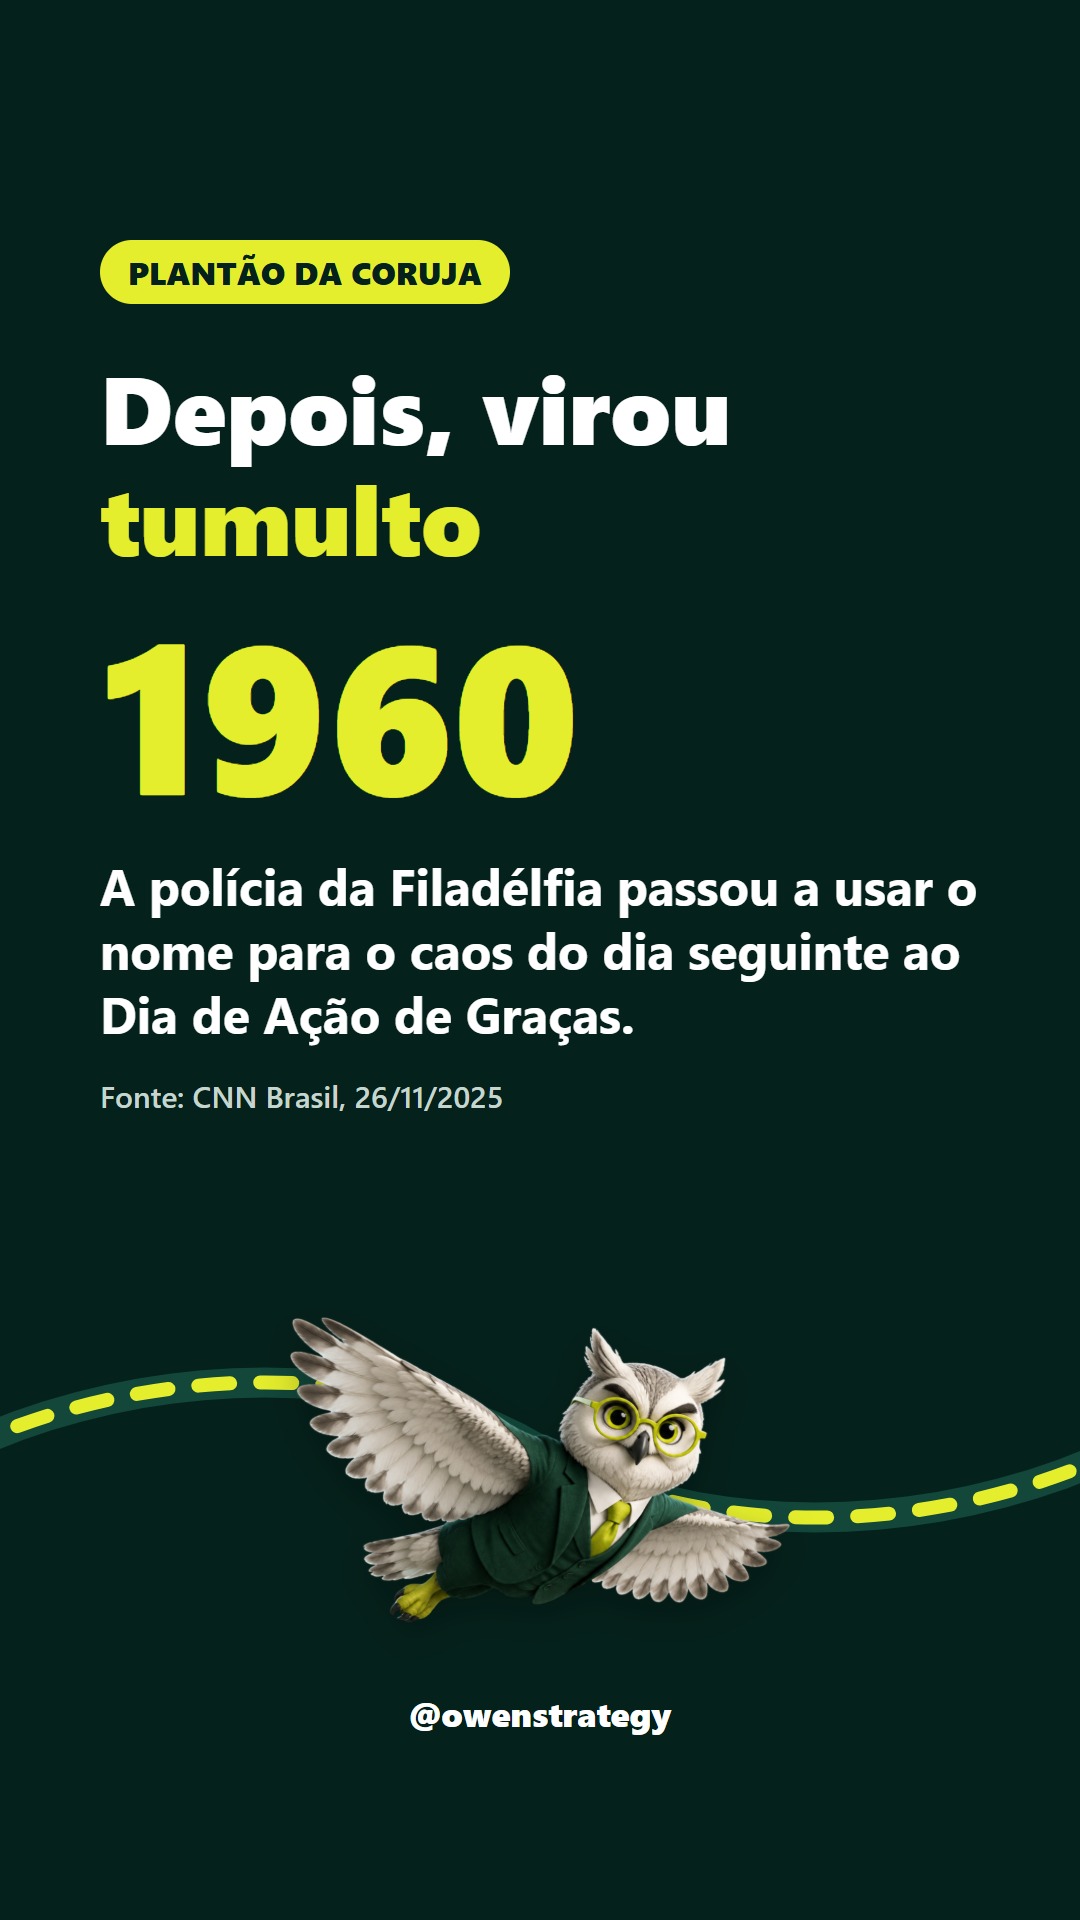 PLANTÃO DA CORUJA
Depois, virou
tumulto
1960
A polícia da Filadélfia passou a usar o
nome para o caos do dia seguinte ao
Dia de Ação de Graças.
Fonte: CNN Brasil, 26/11/2025
@owenstrategy